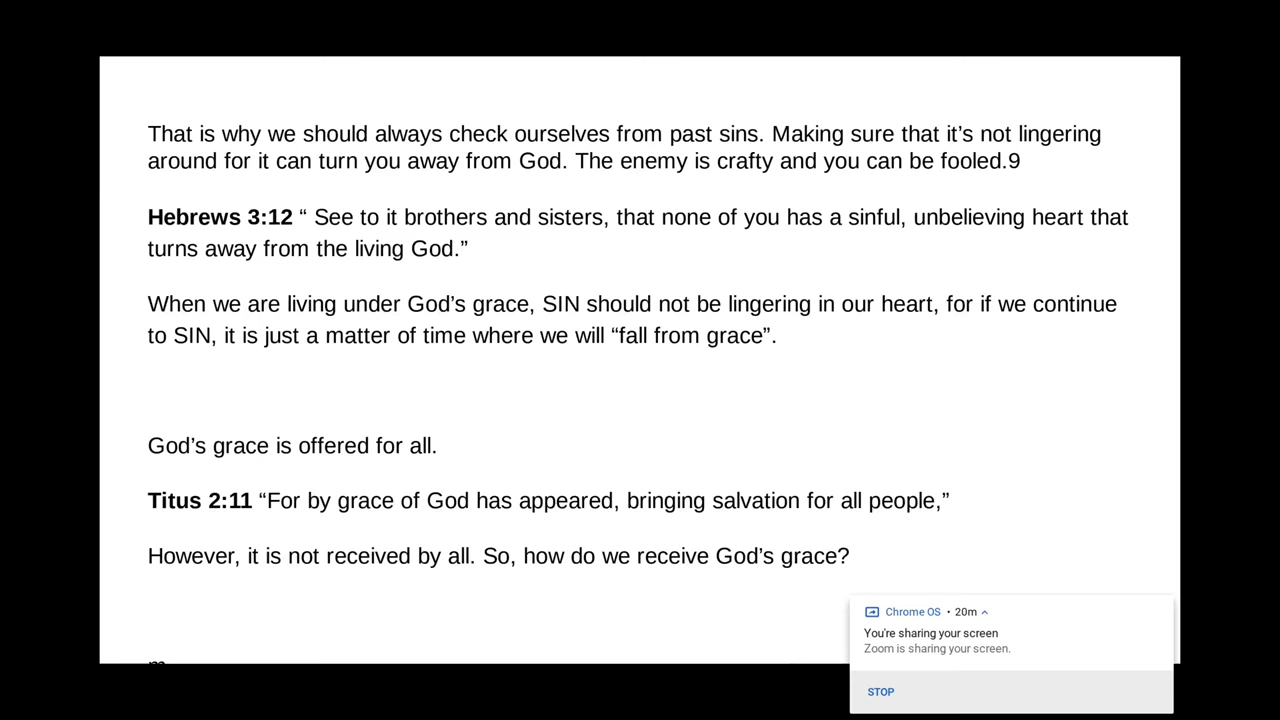 That is why we should always check ourselves from past sins. Making sure that it’s not lingering
around for it can turn you away from God. The enemy is crafty and you can be fooled.9
Hebrews 3:12 “ See to it brothers and sisters, that none of you has a sinful, unbelieving heart that
turns away from the living God.”
When we are living under God’s grace, SIN should not be lingering in our heart, for if we continue
to SIN, it is just a matter of time where we will “fall from grace”.
God’s grace is offered for all.
Titus 2:11 “For by grace of God has appeared, bringing salvation for all people,”
However, it is not received by all. So, how do we receive God’s grace?
Chrome OS • 20m
You're sharing your screen
Zoom is sharing your screen.
STOP